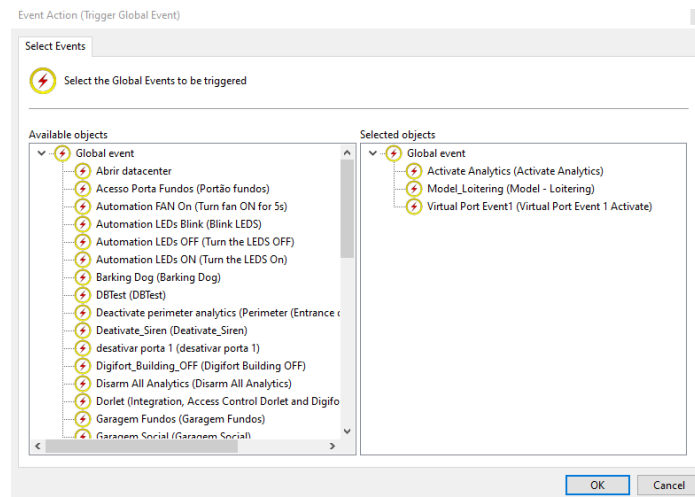 Event Action (Trigger Global Event)
Select Events
Select the Global Events to be triggered
Available objects
Global event
Abrir datacenter
Acesso Porta Fundos (Portão fundos)
Automation FAN On (Turn fan ON for 5s)
Automation LEDs Blink (Blink LEDS)
Automation LEDs OFF (Turn the LEDS OFF)
Automation LEDs ON (Turn the LEDS On)
Barking Dog (Barking Dog)
DBTest (DBTest)
Deactivate perimeter analytics (Perimeter (Entrance
Deativate_Siren (Deativate_Siren)
desativar porta 1 (desativar porta 1)
Digifort_Building_OFF (Digifort Building OFF)
Disarm All Analytics (Disarm All Analytics)
Dorlet (Integration, Access Control Dorlet and Digifo
Garagem Fundos (Garagem Fundos)
Garagem Social (Garagem Social)
Selected objects
Global event
Activate Analytics (Activate Analytics)
Model_Loitering (Model - Loitering)
Virtual Port Event1 (Virtual Port Event 1 Activate)
OK
Cancel